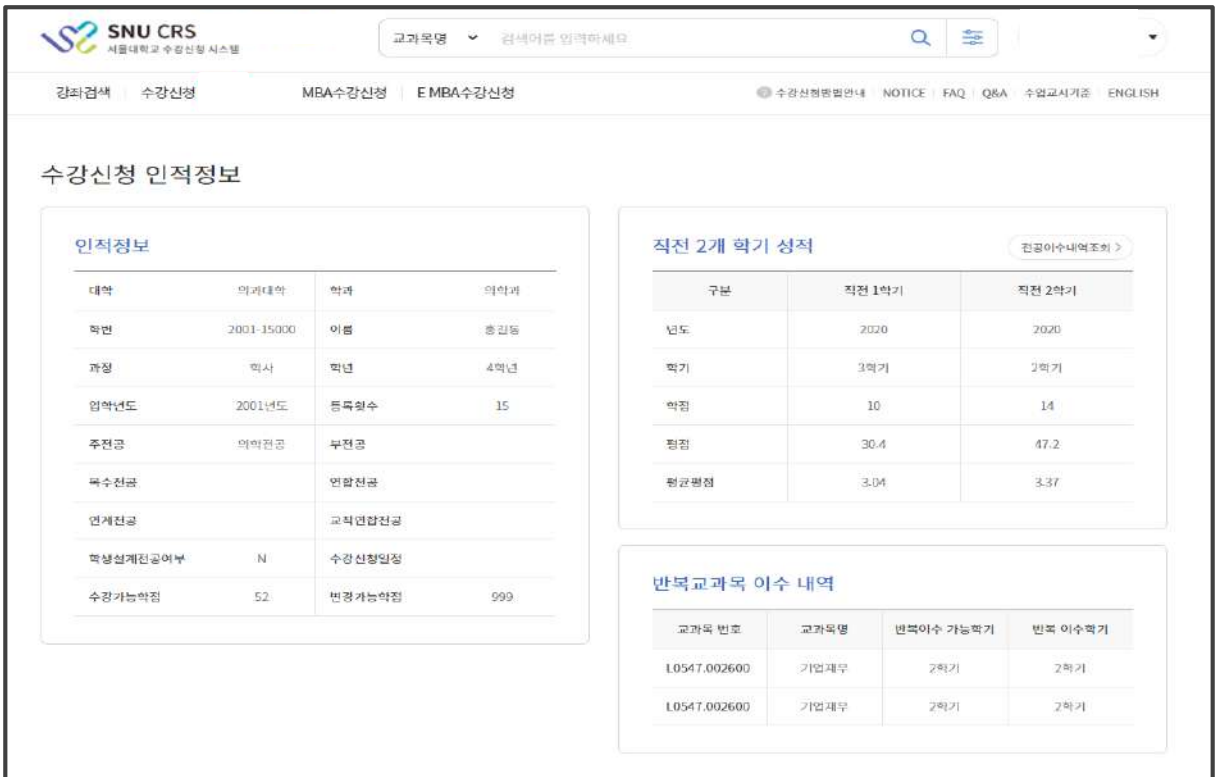 SNU CRS
서울대학교 수강신청 시스템
교과목명 검색어를 입력하세요
강좌검색 수강신청 MBA수강신청 E MBA수강신청 수강신청방법안내 NOTICE FAQ Q&A 수업교시기준 ENGLISH
수강신청 인적정보
인적정보
대학 의과대학 학과 의학과
학번 2001-15000 이름 홍길동
과정 학사 학년 4학년
입학년도 2001년도 등록횟수 15
주전공 의학전공 부전공
복수전공 연합전공
연계전공 교직연합전공
학생설계전공여부 N 수강신청일정
수강가능학점 52 변경가능학점 999
직전 2개 학기 성적 전공이수내역조회 >
구분 직전 1학기 직전 2학기
년도 2020 2020
학기 3학기 2학기
학점 10 14
평점 30.4 47.2
평균평점 3.04 3.37
반복교과목 이수 내역
교과목 번호 교과목명 반복이수 가능학기 반복 이수학기
L0547.002600 기업재무 2학기 2학기
L0547.002600 기업재무 2학기 2학기